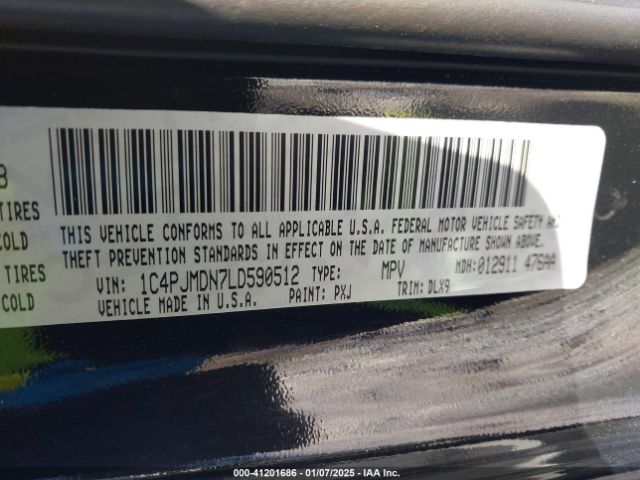 TIRES
COLD
TIRES
COLD
THIS VEHICLE CONFORMS TO ALL APPLICABLE U.S.A. FEDERAL MOTOR VEHICLE SAFETY AND
THEFT PREVENTION STANDARDS IN EFFECT ON THE DATE OF MANUFACTURE SHOWN ABOVE.
VIN: 1C4PJMDN7LD590512 TYPE: MPV MDH:012911 476AA
VEHICLE MADE IN U.S.A. PAINT: PXJ TRIM: DLX9
000-41201686 - 01/07/2025 - IAA Inc.